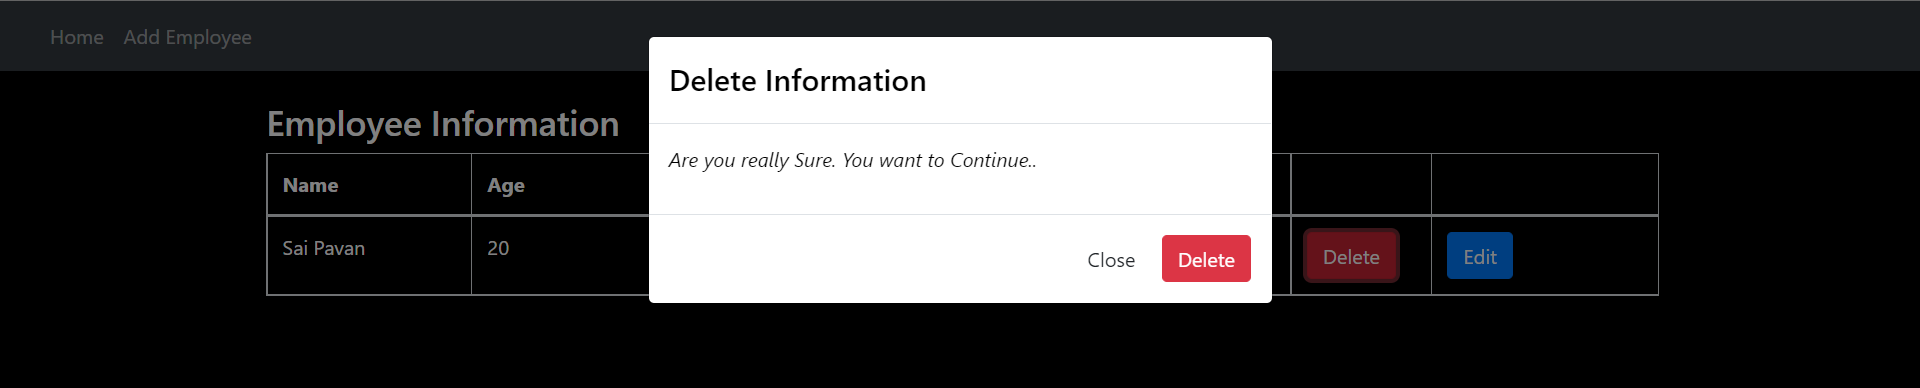 Home Add Employee
Delete Information
Employee Information
Are you really Sure. You want to Continue..
Name Age
Sai Pavan 20 Delete Edit
Close Delete